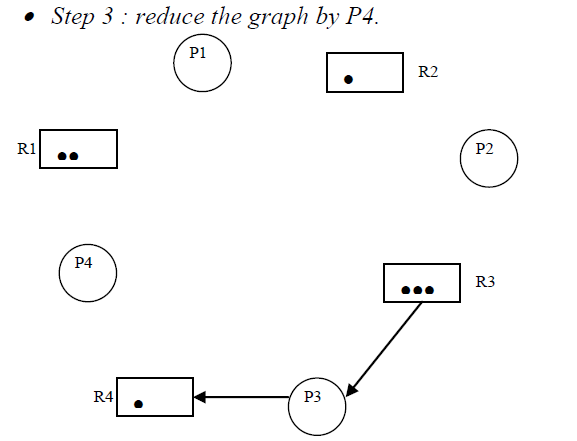 • Step 3 : reduce the graph by P4.
P1
R2
R1
P2
P4
R3
R4
P3